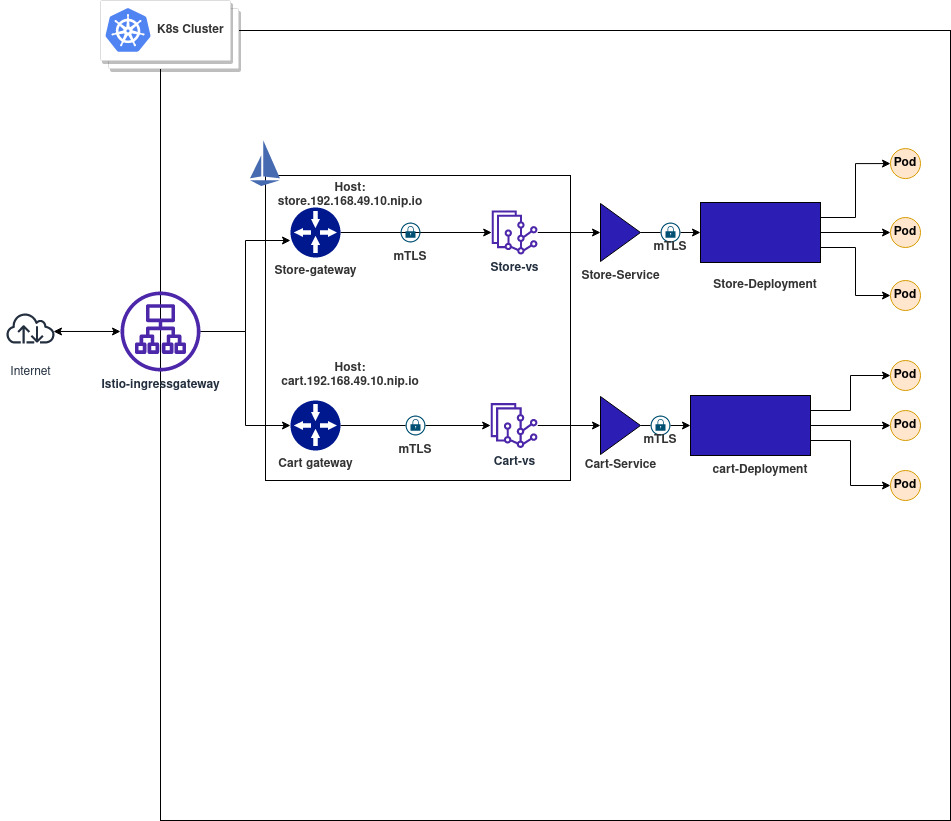 K8s Cluster
Host:
store.192.168.49.10.nip.io
mTLS
Store-gateway
Store-vs
Store-Service
mTLS
Store-Deployment
Pod
Pod
Pod
Internet
Istio-ingressgateway
Host:
cart.192.168.49.10.nip.io
mTLS
Cart gateway
Cart-vs
Cart-Service
mTLS
cart-Deployment
Pod
Pod
Pod